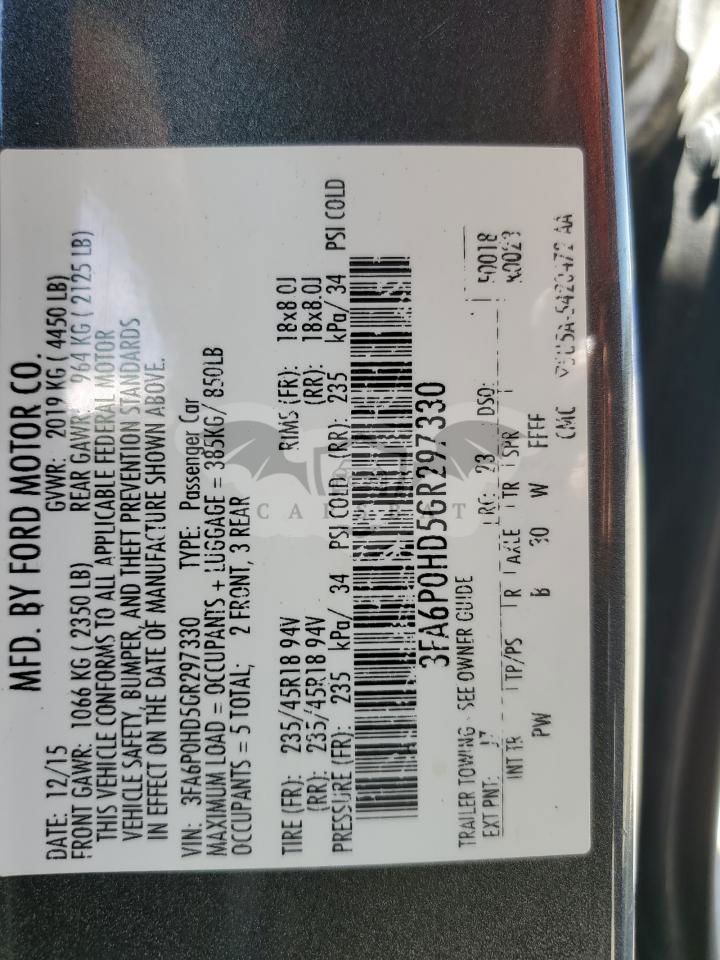 MFD. BY FORD MOTOR CO.
DATE: 12/15 GVWR: 2019 KG ( 4450 LB)
FRONT GAWR: 1066 KG ( 2350 LB) REAR GAWR: 964 KG ( 2125 LB)
THIS VEHICLE CONFORMS TO ALL APPLICABLE FEDERAL MOTOR
VEHICLE SAFETY, BUMPER, AND THEFT PREVENTION STANDARDS
IN EFFECT ON THE DATE OF MANUFACTURE SHOWN ABOVE.
VIN: 3FA6P0HD5GR297330 TYPE: Passenger Car
MAXIMUM LOAD = OCCUPANTS + LUGGAGE = 385KG/ 850LB
OCCUPANTS = 5 TOTAL; 2 FRONT, 3 REAR
TIRE (FR): 235/45R18 94V RIMS (FR): 18x8.0J
(RR): 235/45R18 94V (RR): 18x8.0J
PRESSURE (FR): 235 kPa/ 34 PSI COLD (RR): 235 kPa/ 34 PSI COLD
3FA6P0HD5GR297330
TRAILER TOWING - SEE OWNER GUIDE
EXT PNT: J7 RC: 23 DSO: 50018
INT TR TP/PS R AXLE TR SPR
PW B 30 W FFFF
CMC